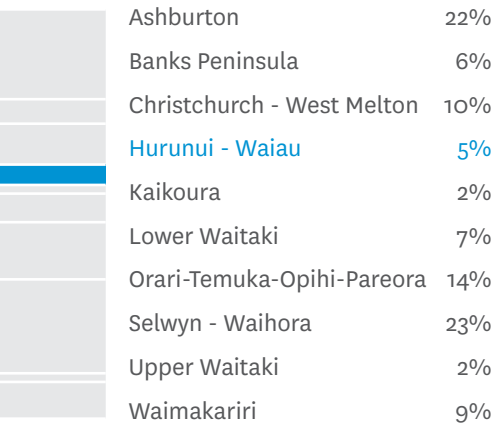 Ashburton 22%
Banks Peninsula 6%
Christchurch - West Melton 10%
Hurunui - Waiau 5%
Kaikoura 2%
Lower Waitaki 7%
Orari-Temuka-Opihi-Pareora 14%
Selwyn - Waihora 23%
Upper Waitaki 2%
Waimakariri 9%